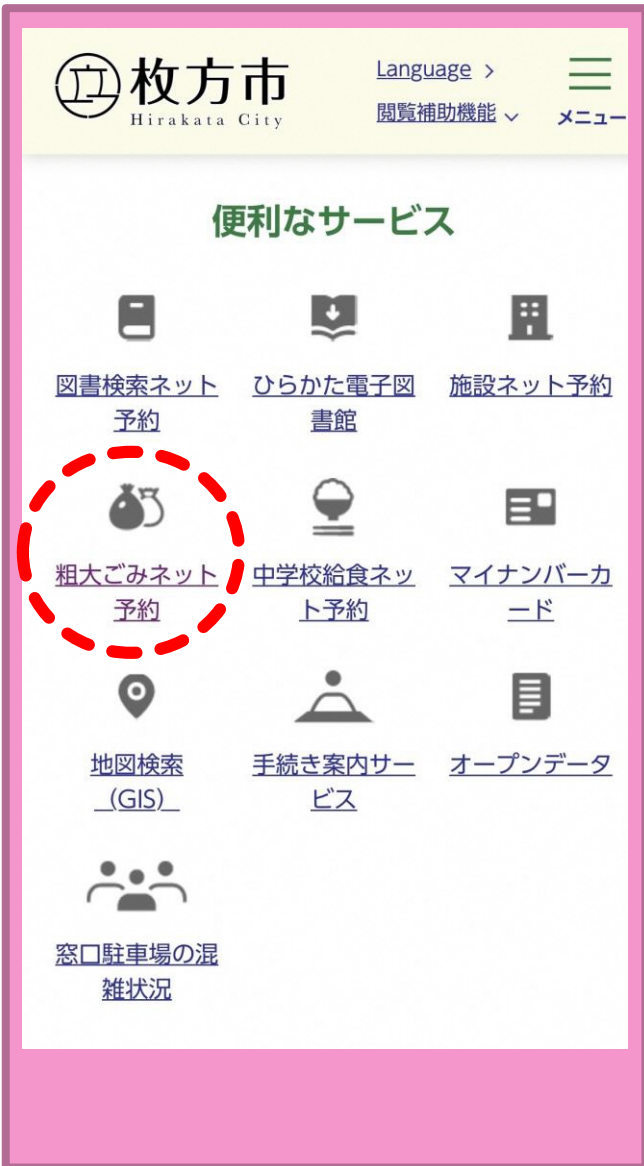 枚方市
Hirakata City
Language >
閲覧補助機能
メニュー
便利なサービス
図書検索ネット
予約
ひらかた電子図
書館
施設ネット予約
粗大ごみネット
予約
中学校給食ネッ
ト予約
マイナンバーカ
ード
地図検索
(GIS)
手続き案内サー
ビス
オープンデータ
窓口駐車場の混
雑状況